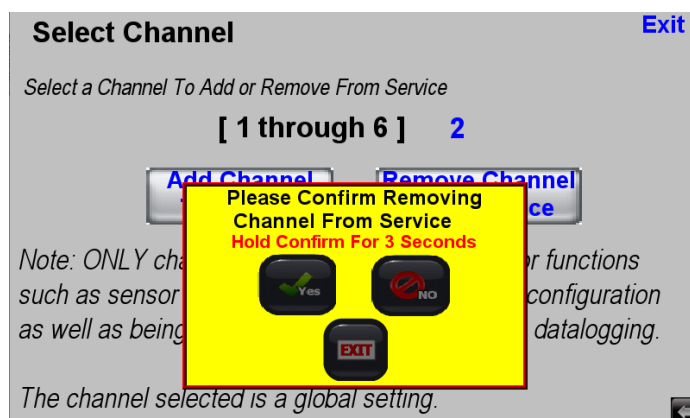 Select Channel
Exit
Select a Channel To Add or Remove From Service
[ 1 through 6 ] 2
Add Channel
Remove Channel
Please Confirm Removing
Channel From Service
Hold Confirm For 3 Seconds
Yes
NO
EXIT
Note: ONLY functions
such as sensor configuration
as well as being datalogging.
The channel selected is a global setting.